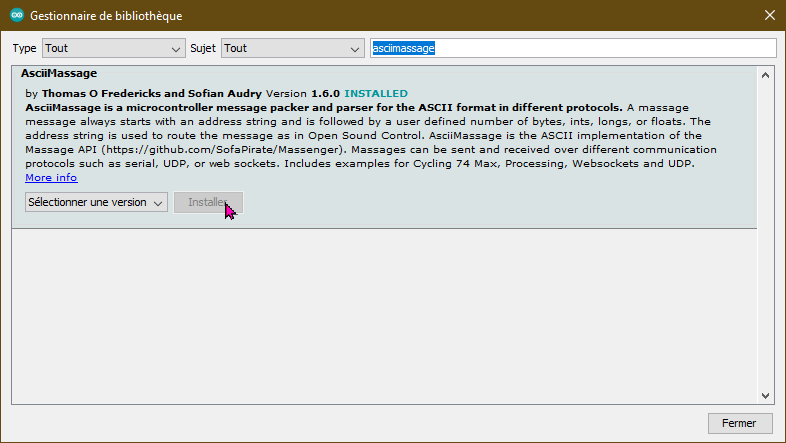 Gestionnaire de bibliothèque
Type Tout Sujet Tout asciimassage
AsciiMassage
by Thomas O Fredericks and Sofian Audry Version 1.6.0 INSTALLED
AsciiMassage is a microcontroller message packer and parser for the ASCII format in different protocols. A massage
message always starts with an address string and is followed by a user defined number of bytes, ints, longs, or floats. The
address string is used to route the message as in Open Sound Control. AsciiMassage is the ASCII implementation of the
Massage API (https://github.com/SofaPirate/Massenger). Massages can be sent and received over different communication
protocols such as serial, UDP, or web sockets. Includes examples for Cycling 74 Max, Processing, Websockets and UDP.
More info
Sélectionner une version Installer
Fermer